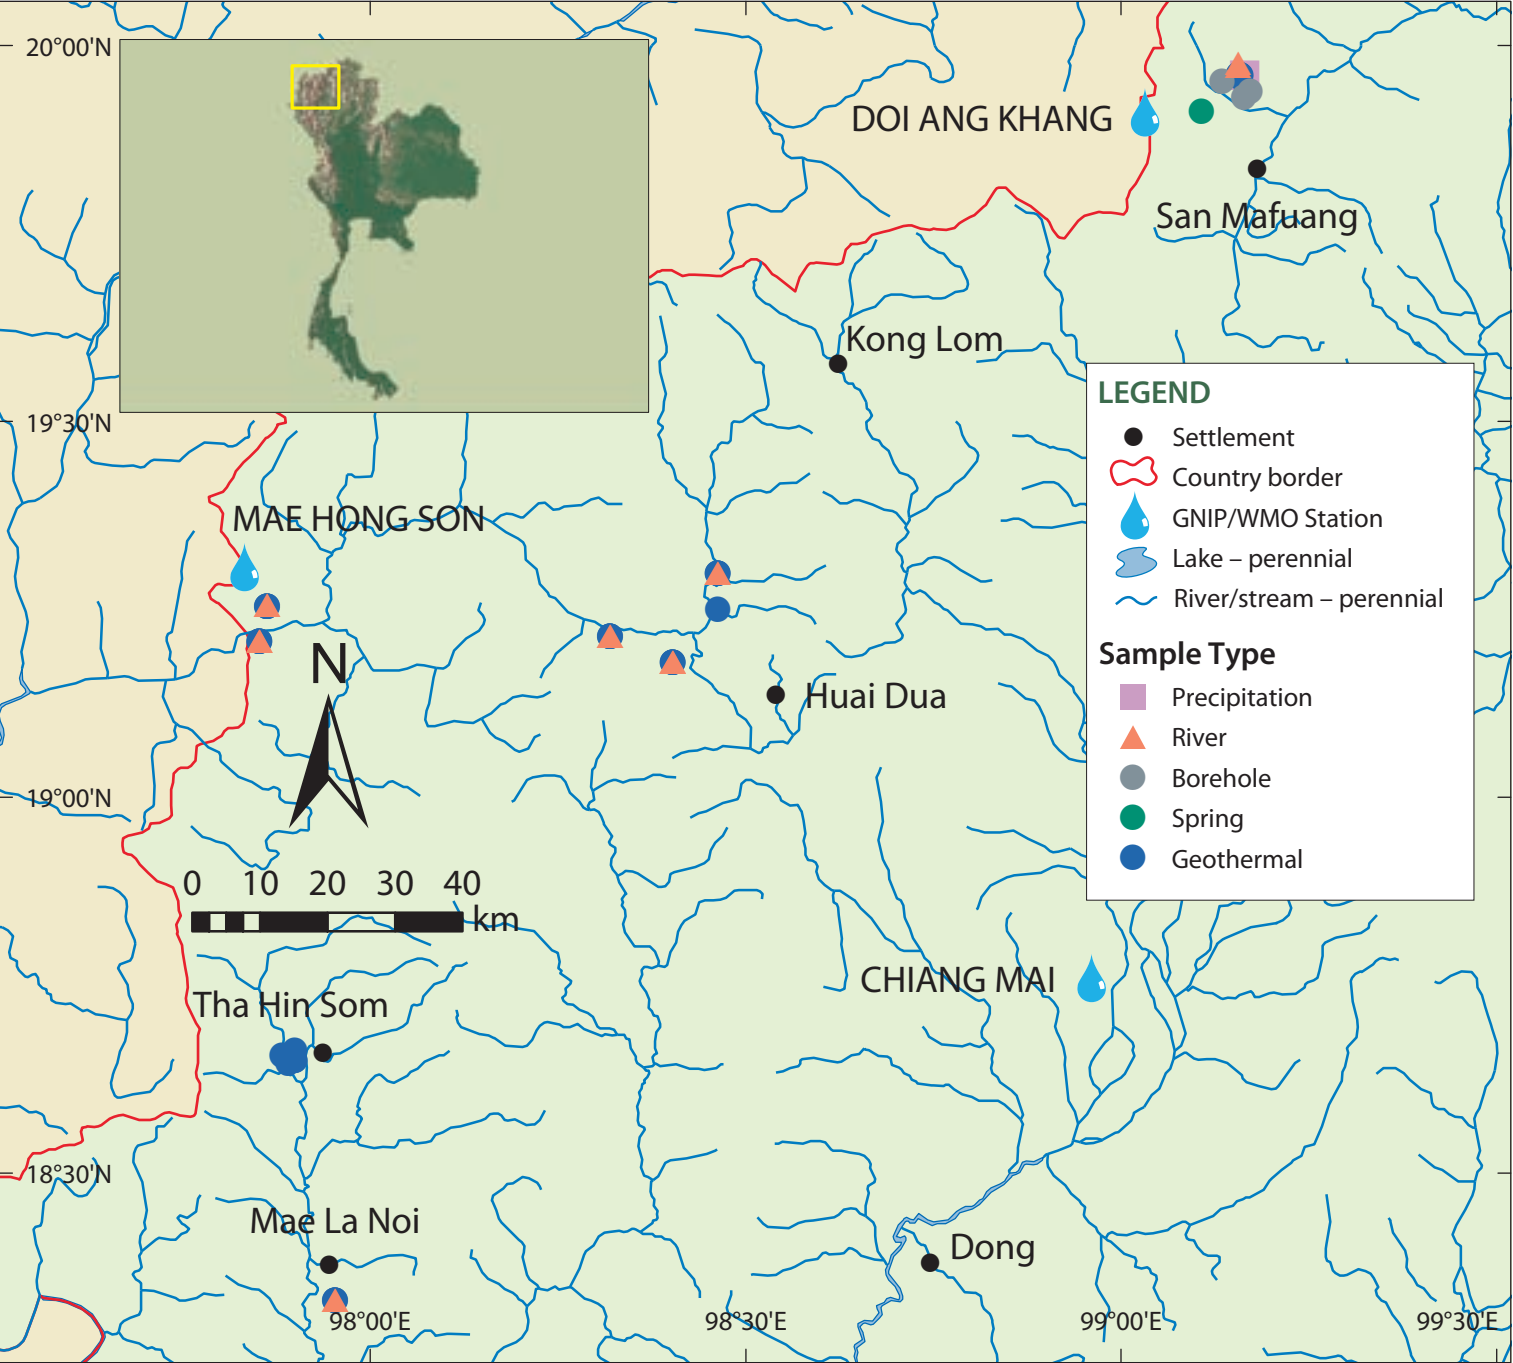 20°00'N
DOI ANG KHANG
San Mafuang
Kong Lom
19°30'N
LEGEND
Settlement
Country border
GNIP/WMO Station
Lake – perennial
River/stream – perennial
Sample Type
Precipitation
River
Borehole
Spring
Geothermal
MAE HONG SON
N
Huai Dua
19°00'N
0 10 20 30 40
km
CHIANG MAI
Tha Hin Som
18°30'N
Mae La Noi
Dong
98°00'E
98°30'E
99°00'E
99°30'E